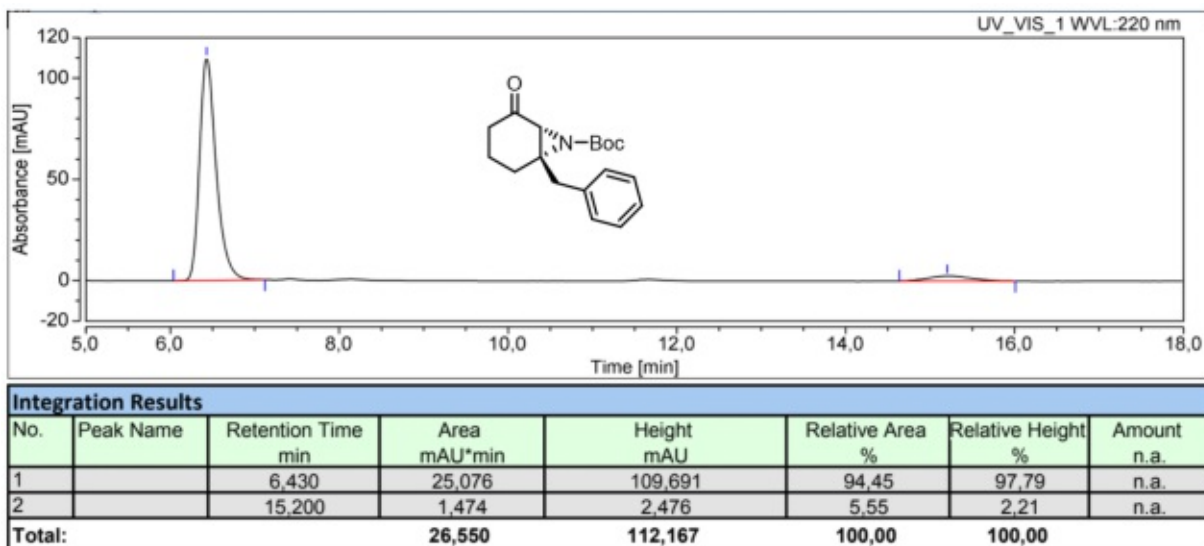 UV_VIS_1 WVL:220 nm
120
100
50
0
-20
Absorbance [mAU]
O
N
Boc
5,0 6,0 8,0 10,0 12,0 14,0 16,0 18,0
Time [min]
Integration Results
No. Peak Name Retention Time Area Height Relative Area Relative Height Amount
min mAU*min mAU % % n.a.
1 6,430 25,076 109,691 94,45 97,79 n.a.
2 15,200 1,474 2,476 5,55 2,21 n.a.
Total: 26,550 112,167 100,00 100,00